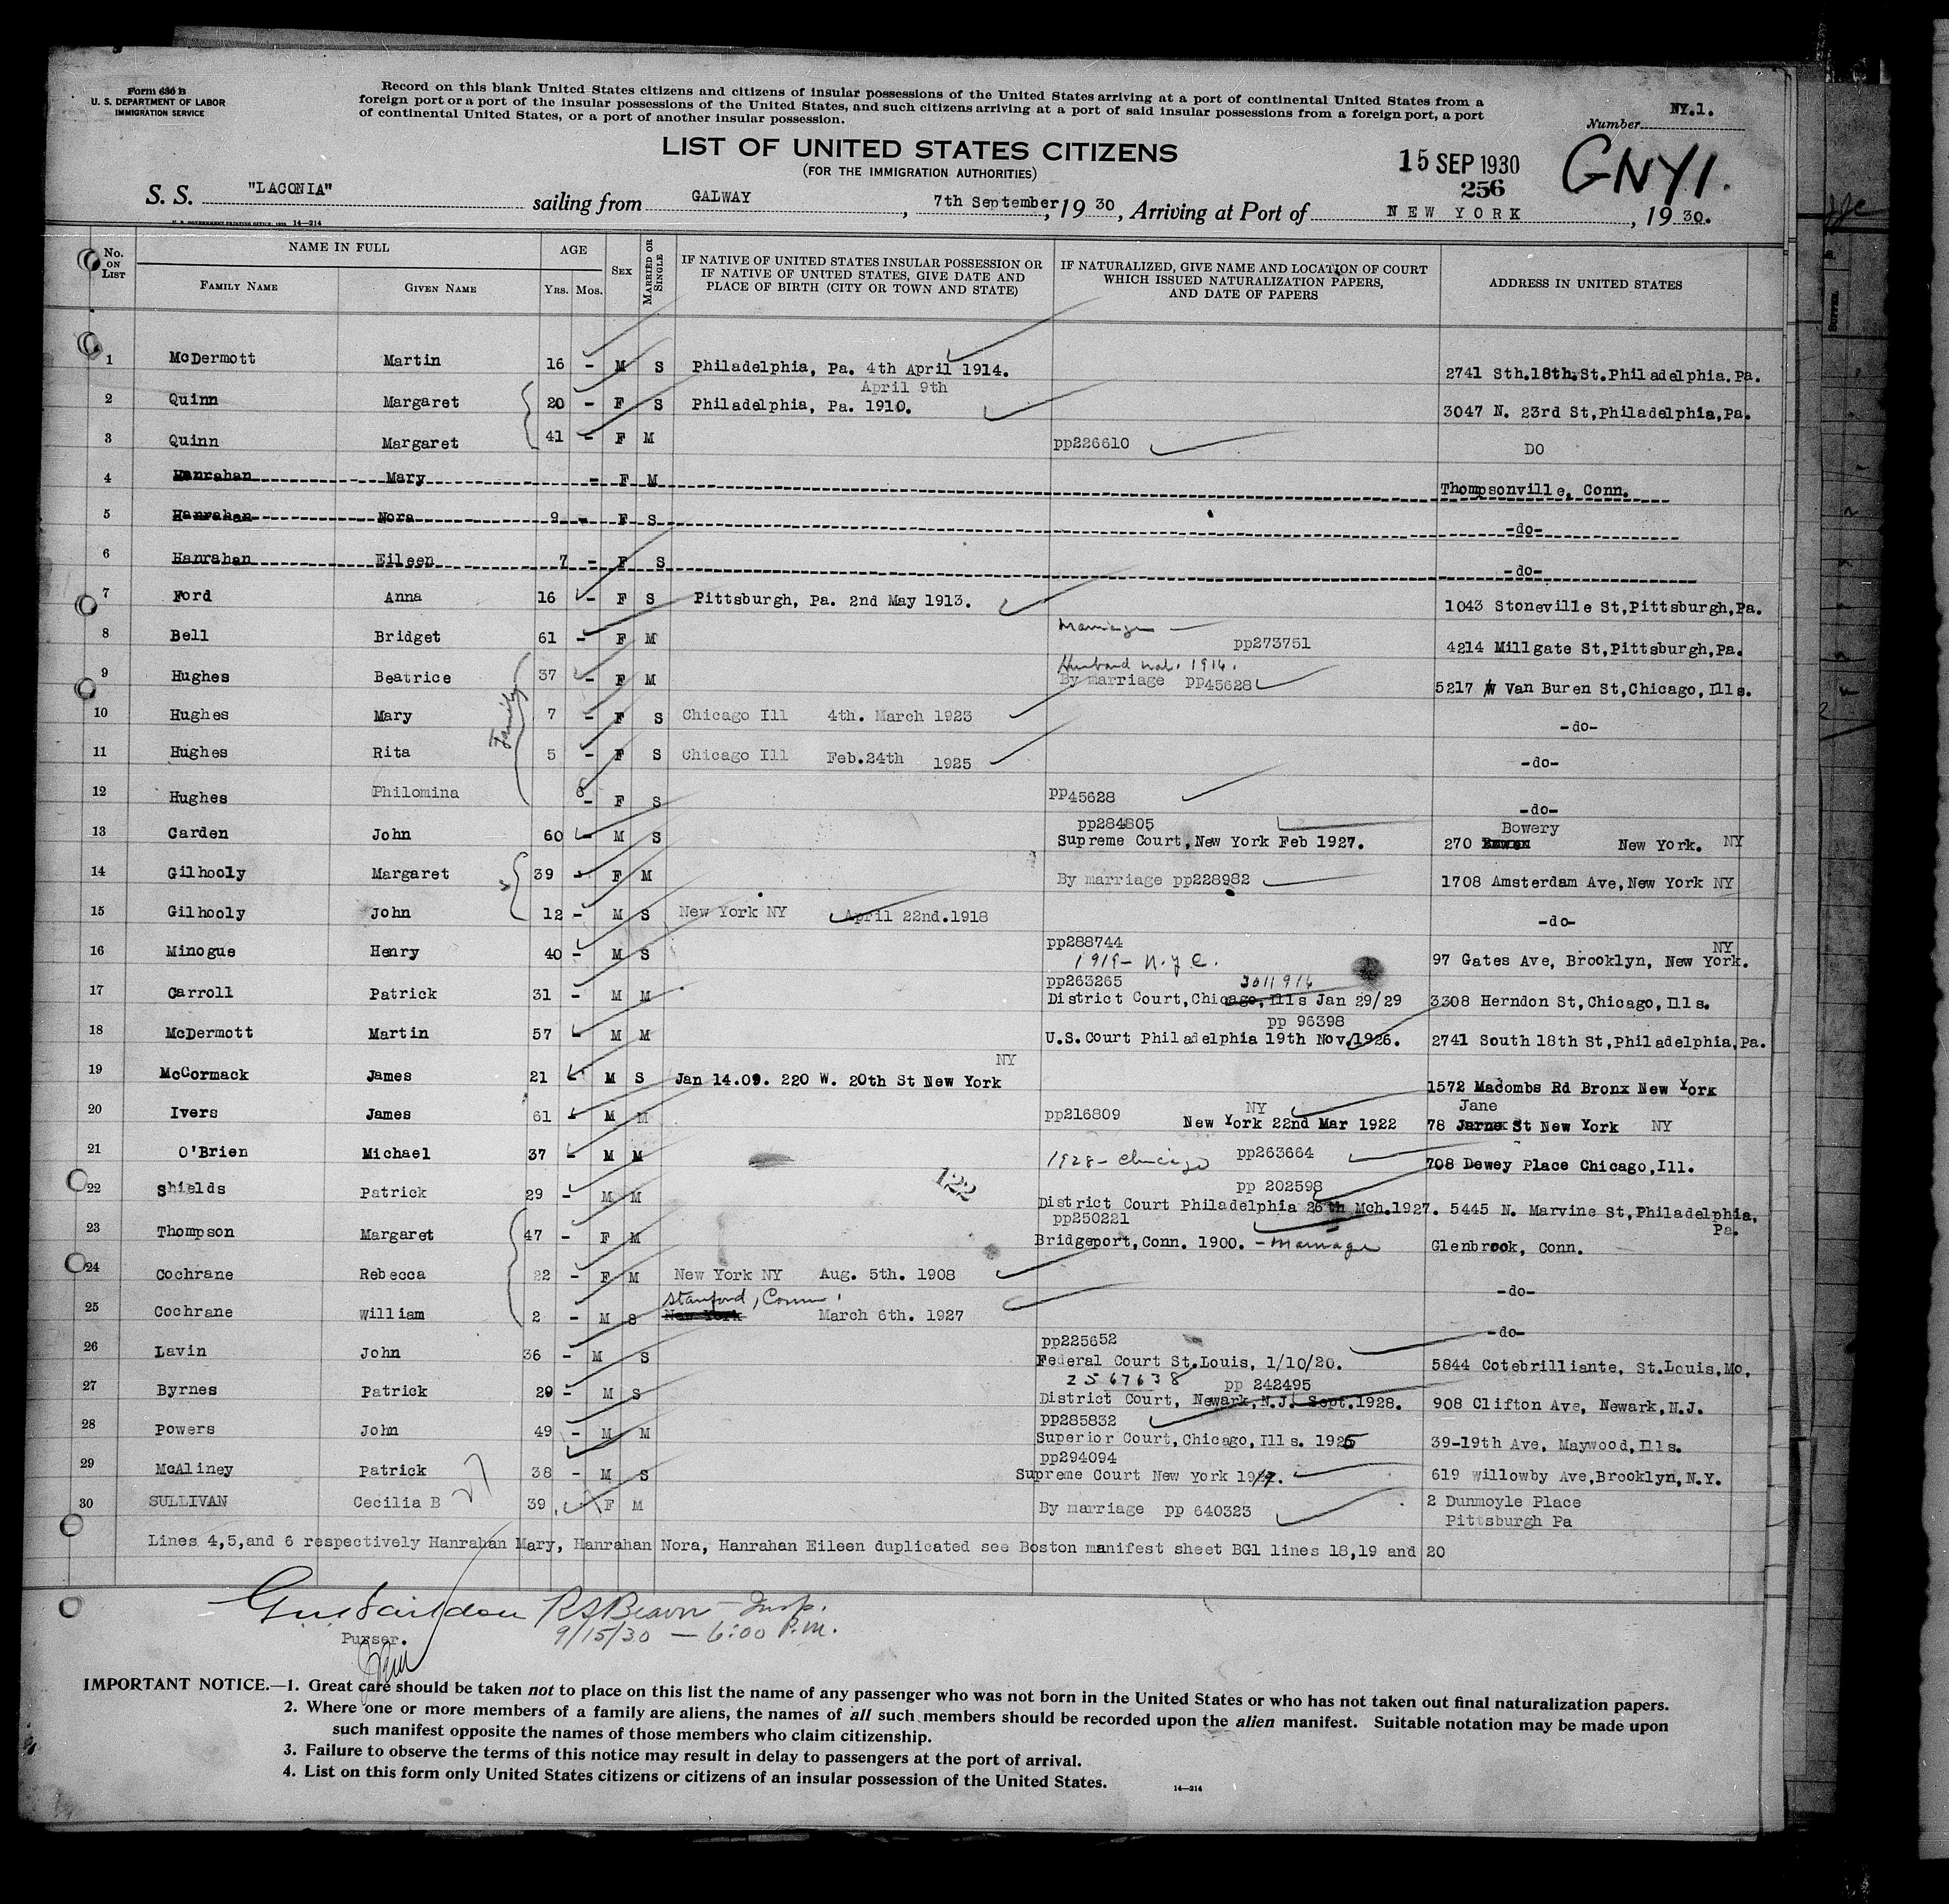 Form 630 B
U. S. DEPARTMENT OF LABOR
IMMIGRATION SERVICE
Record on this blank United States citizens and citizens of insular possessions of the United States arriving at a port of continental United States from a
foreign port or a port of the insular possessions of the United States, and such citizens arriving at a port of said insular possessions from a foreign port, a port
of continental United States, or a port of another insular possession.
Number NY.1.
LIST OF UNITED STATES CITIZENS
(FOR THE IMMIGRATION AUTHORITIES)
15 SEP 1930
256
GNY1.
S. S. "LACONIA" sailing from GALWAY, 7th September, 1930, Arriving at Port of NEW YORK, 1930.
14—214
No. ON LIST NAME IN FULL FAMILY NAME GIVEN NAME AGE YRS. MOS. SEX MARRIED OR SINGLE IF NATIVE OF UNITED STATES INSULAR POSSESSION OR IF NATIVE OF UNITED STATES, GIVE DATE AND PLACE OF BIRTH (CITY OR TOWN AND STATE) IF NATURALIZED, GIVE NAME AND LOCATION OF COURT WHICH ISSUED NATURALIZATION PAPERS, AND DATE OF PAPERS ADDRESS IN UNITED STATES
1 McDermott Martin 16 - M S Philadelphia, Pa. 4th April 1914. 2741 Sth.18th.St.Philadelphia.Pa.
April 9th
2 Quinn Margaret 20 - F S Philadelphia, Pa. 1910. 3047 N. 23rd St,Philadelphia,Pa.
3 Quinn Margaret 41 - F M pp226610 DO
4 Hanrahan Mary - F M Thompsonville, Conn.
5 Hanrahan Nora 9 - F S -do-
6 Hanrahan Eileen 7 - F S -do-
7 Ford Anna 16 - F S Pittsburgh, Pa. 2nd May 1913. 1043 Stoneville St,Pittsburgh,Pa.
8 Bell Bridget 61 - F M Marriage — pp273751 4214 Millgate St,Pittsburgh,Pa.
Husband nat. 1914.
9 Hughes Beatrice 37 - F M By marriage pp45628 5217 W Van Buren St,Chicago,Ills.
Family
10 Hughes Mary 7 - F S Chicago Ill 4th. March 1923 -do-
11 Hughes Rita 5 - F S Chicago Ill Feb.24th 1925 -do-
12 Hughes Philomina 8 - F S pp45628 -do-
pp284805 Bowery
13 Carden John 60 - M S Supreme Court,New York Feb 1927. 270 New York. NY
14 Gilhooly Margaret 39 - F M By marriage pp228982 1708 Amsterdam Ave,New York NY
15 Gilhooly John 12 - M S New York NY April 22nd.1918 -do-
pp288744 NY
16 Minogue Henry 40 - M S 1919- N.Y.C. 97 Gates Ave, Brooklyn, New York.
pp263265
17 Carroll Patrick 31 - M M District Court,Chicago,Ills Jan 29/29 3308 Herndon St,Chicago,Ills.
pp 96398
18 McDermott Martin 57 - M M U.S.Court Philadelphia 19th Nov.1926. 2741 South 18th St,Philadelphia,Pa.
NY
19 McCormack James 21 - M S Jan 14.09. 220 W. 20th St New York 1572 Macombs Rd Bronx New York
NY Jane
20 Ivers James 61 - M M pp216809 New York 22nd Mar 1922 78 St New York NY
21 O'Brien Michael 37 - M M 1928- Chicago pp263664 708 Dewey Place Chicago,Ill.
122
pp 202598
22 Shields Patrick 29 - M M District Court Philadelphia 26th Mch.1927. 5445 N. Marvine St,Philadelphia, Pa.
pp250221
23 Thompson Margaret 47 - F M Bridgeport,Conn. 1900. - Marriage Glenbrook, Conn.
24 Cochrane Rebecca 22 - F M New York NY Aug. 5th. 1908 -do-
Stamford, Conn.
25 Cochrane William 2 - M S New York March 6th. 1927 -do-
pp225652
26 Lavin John 36 - M S Federal Court St.Louis, 1/10/20. 5844 Cotebrilliante, St.Louis,Mo,
2567638 pp 242495
27 Byrnes Patrick 29 - M S District Court, Newark,N.J. Sept.1928. 908 Clifton Ave, Newark,N.J.
pp285832
28 Powers John 49 - M M Superior Court,Chicago,Ills. 1925 39-19th Ave, Maywood,Ills.
pp294094
29 McAliney Patrick 38 - M S Supreme Court New York 19 619 Willowby Ave,Brooklyn,N.Y.
30 SULLIVAN Cecilia B 39 F M By marriage pp 640323 2 Dunmoyle Place
Pittsburgh Pa
Lines 4,5,and 6 respectively Hanrahan Mary, Hanrahan Nora, Hanrahan Eileen duplicated see Boston manifest sheet BG1 lines 18,19 and 20
Insp.
Purser. 9/15/30 — 6:00 P.M.
IMPORTANT NOTICE.—1. Great care should be taken not to place on this list the name of any passenger who was not born in the United States or who has not taken out final naturalization papers.
2. Where one or more members of a family are aliens, the names of all such members should be recorded upon the alien manifest. Suitable notation may be made upon
such manifest opposite the names of those members who claim citizenship.
3. Failure to observe the terms of this notice may result in delay to passengers at the port of arrival.
4. List on this form only United States citizens or citizens of an insular possession of the United States.
14—214